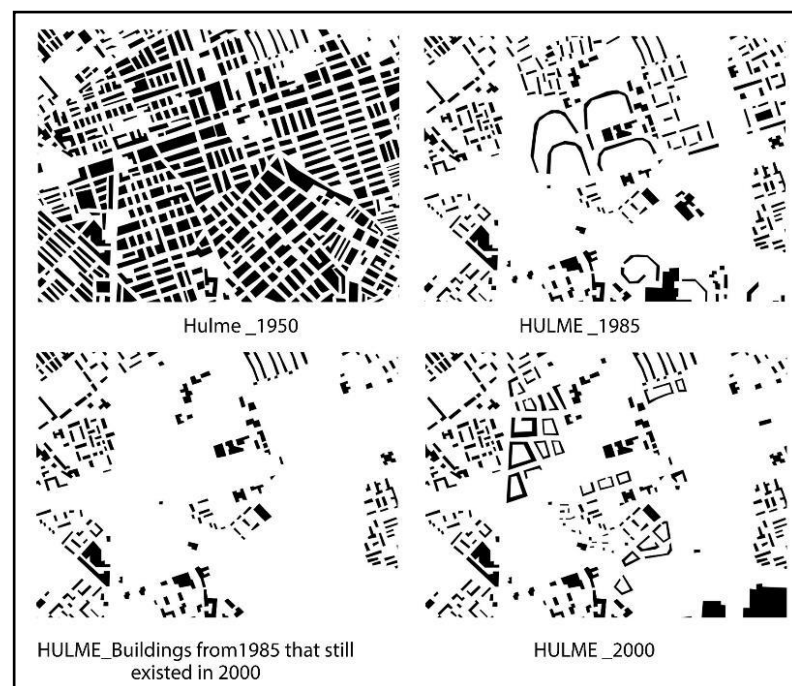 Hulme _1950
HULME _1985
HULME_Buildings from1985 that still
existed in 2000
HULME _2000